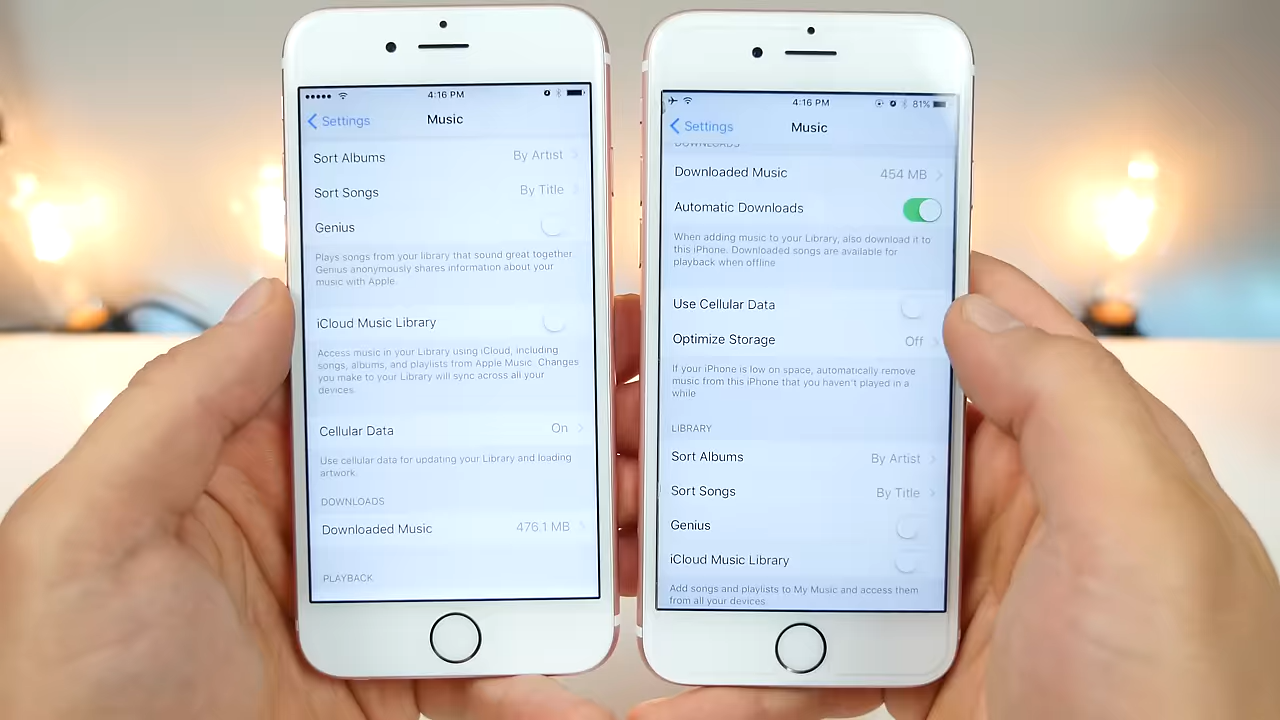 4:16 PM
Settings
Music
Sort Albums
By Artist
Sort Songs
By Title
Genius
Plays songs from your library that sound great together
Genius anonymously shares information about your
music with Apple.
iCloud Music Library
Access music in your Library using iCloud, including
songs, albums, and playlists from Apple Music. Changes
you make to your Library will sync across all your
devices.
Cellular Data
On
Use cellular data for updating your Library and loading
artwork.
DOWNLOADS
Downloaded Music
476.1 MB
PLAYBACK
4:16 PM
81%
Settings
Music
DOWNLOADS
Downloaded Music
454 MB
Automatic Downloads
When adding music to your Library, also download it to
this iPhone. Downloaded songs are available for
playback when offline
Use Cellular Data
Optimize Storage
Off
If your iPhone is low on space, automatically remove
music from this iPhone that you haven't played in a
while
LIBRARY
Sort Albums
By Artist
Sort Songs
By Title
Genius
iCloud Music Library
Add songs and playlists to My Music and access them
from all your devices